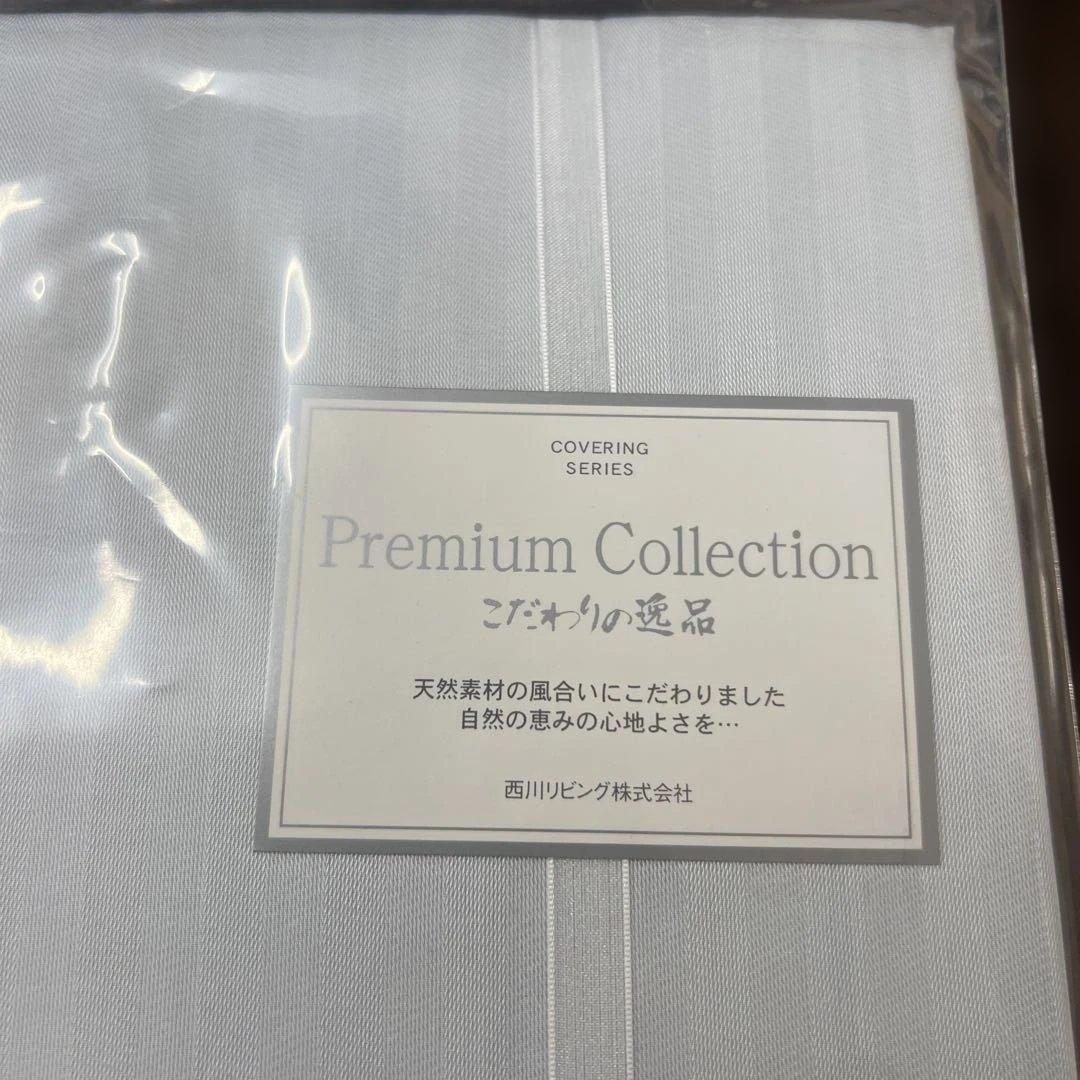 COVERING
SERIES
Premium Collection
こだわりの逸品
天然素材の風合いにこだわりました
自然の恵みの心地よさを…
西川リビング株式会社